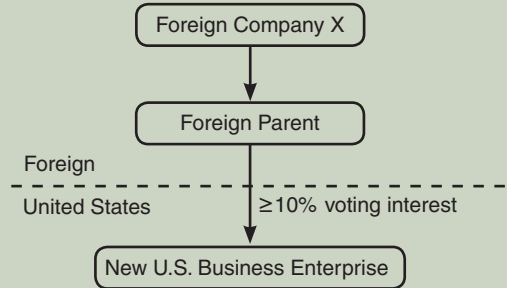 Foreign Company X
Foreign Parent
Foreign
United States
≥10% voting interest
New U.S. Business Enterprise